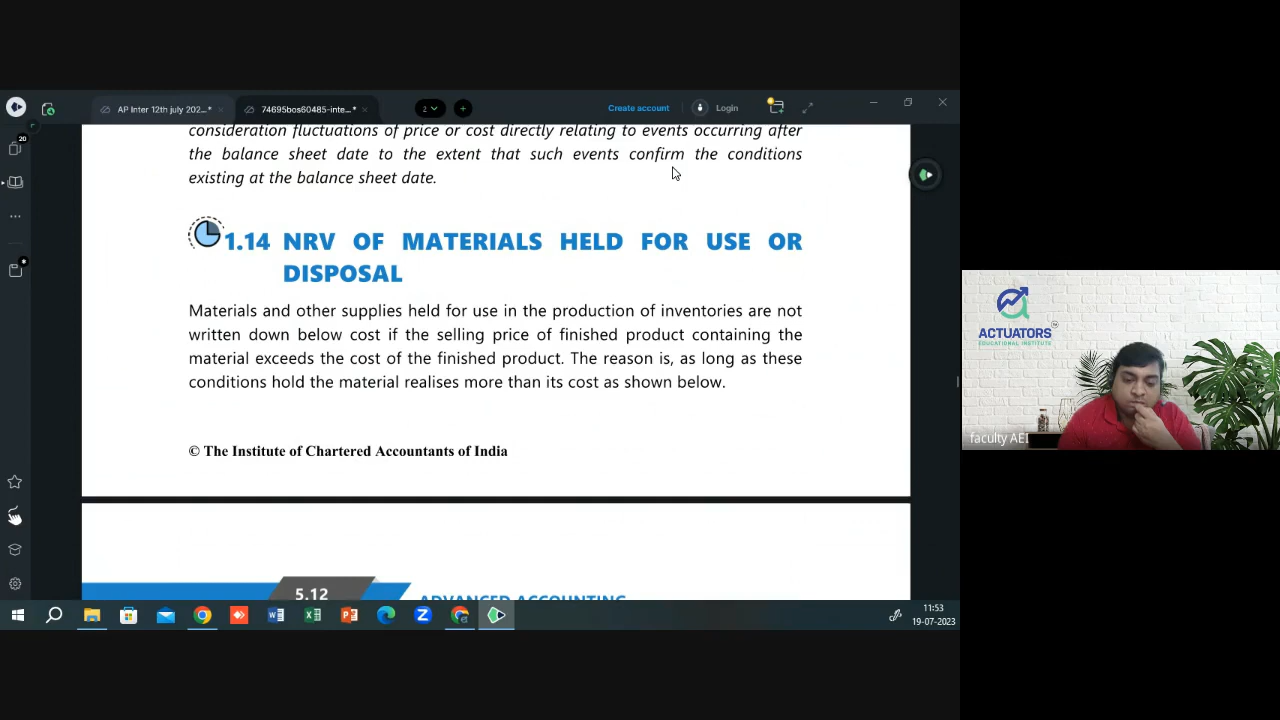 AP Inter 12th july 202...*
74695bos60485-inte...*
2
Create account
Login
20
consideration fluctuations of price or cost directly relating to events occurring after
the balance sheet date to the extent that such events confirm the conditions
existing at the balance sheet date.
1.14 NRV OF MATERIALS HELD FOR USE OR
DISPOSAL
Materials and other supplies held for use in the production of inventories are not
written down below cost if the selling price of finished product containing the
material exceeds the cost of the finished product. The reason is, as long as these
conditions hold the material realises more than its cost as shown below.
© The Institute of Chartered Accountants of India
5.12
ADVANCED ACCOUNTING
11:53
19-07-2023
ACTUATORS
EDUCATIONAL INSTITUTE
faculty AEI